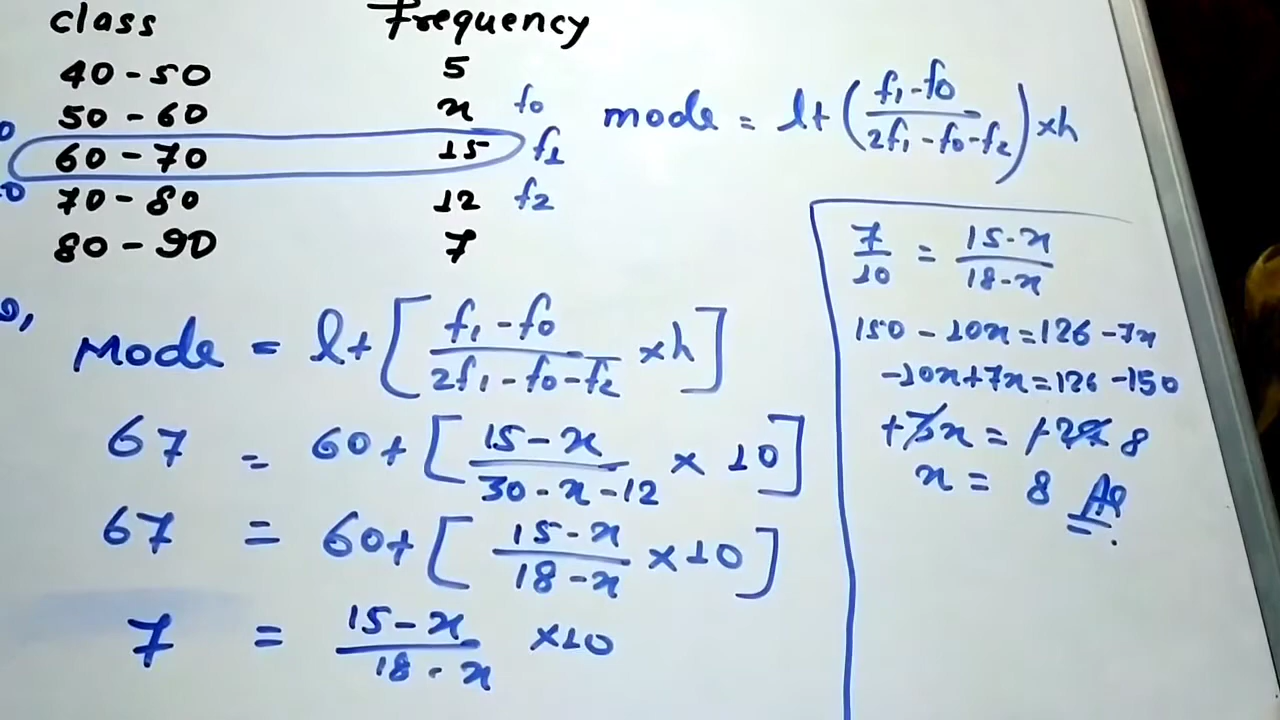 class Frequency
40 - 50 5
50 - 60 x f0
60 - 70 15 f1
70 - 80 12 f2
80 - 90 7
mode = l+ (f1-f0 / 2f1-f0-f2) ×h
Mode = l+ [f1-f0 / 2f1-f0-f2 ×h]
67 = 60+ [15-x / 30-x-12 × 10]
67 = 60+ [15-x / 18-x ×10]
7 = 15-x / 18-x ×10
7/10 = 15-x / 18-x
150 - 10x = 126 - 7x
-10x+7x = 126 -150
+3x = +24 8
x = 8